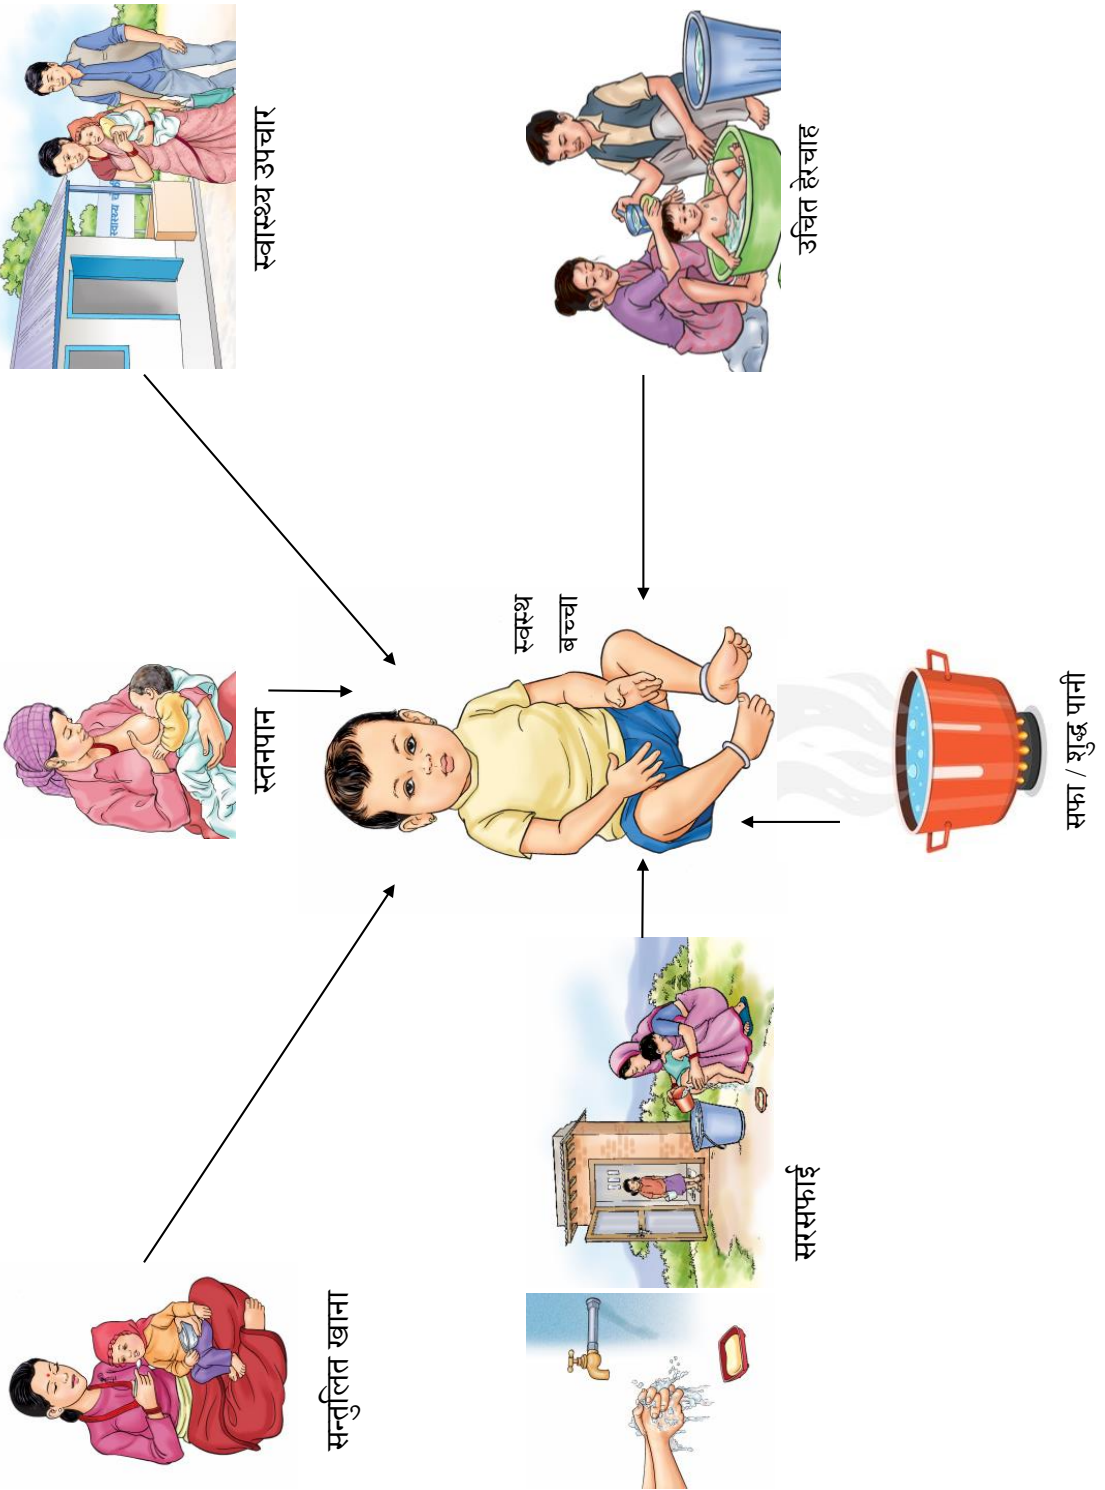 सन्तुलित खाना
स्तनपान
स्वास्थ्य
स्वास्थ्य उपचार
स्वस्थ
बच्चा
सरसफाई
उचित हेरचाह
सफा / शुद्ध पानी